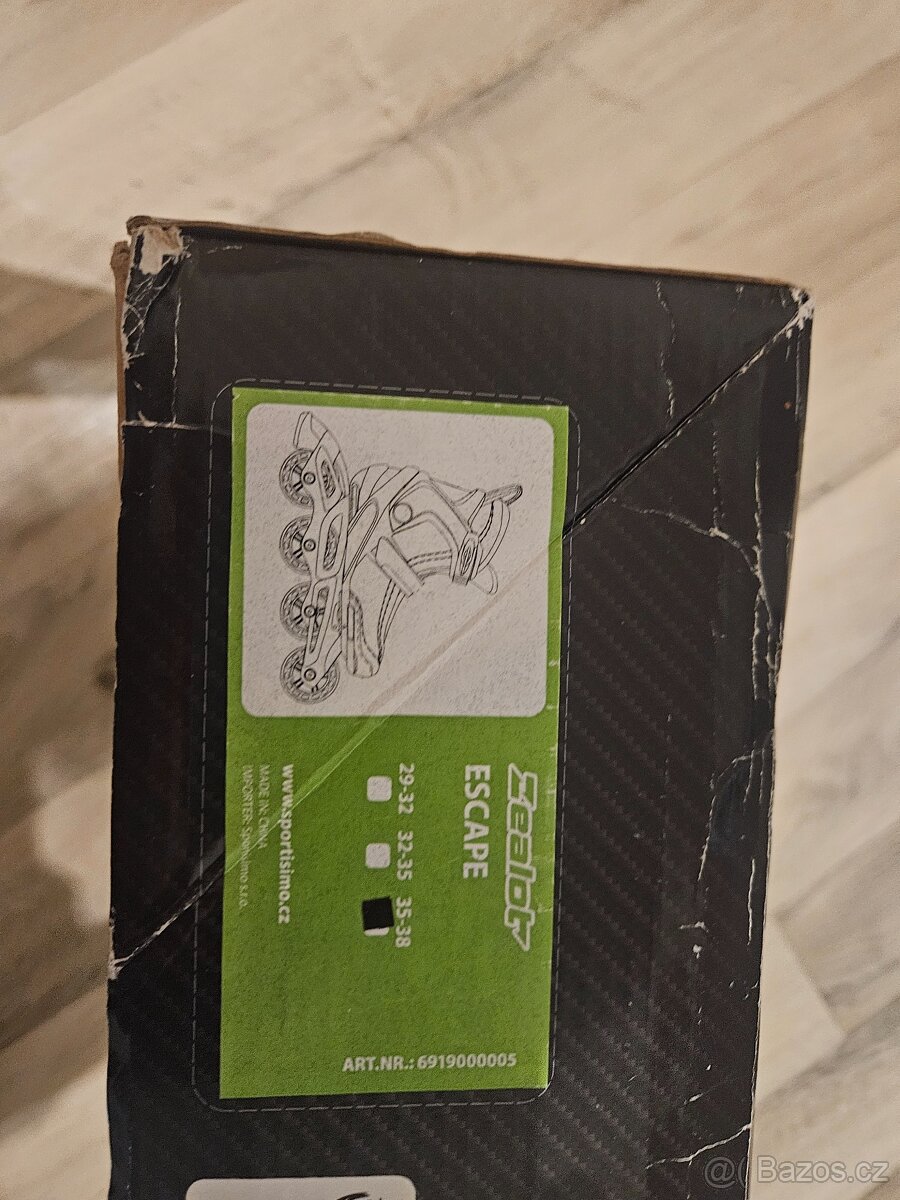 zealot
ESCAPE
29-32 32-35 35-38
www.sportisimo.cz
MADE IN: CHINA
IMPORTER: Sportisimo s.r.o.
ART.NR.: 6919000005
@ Bazos.cz